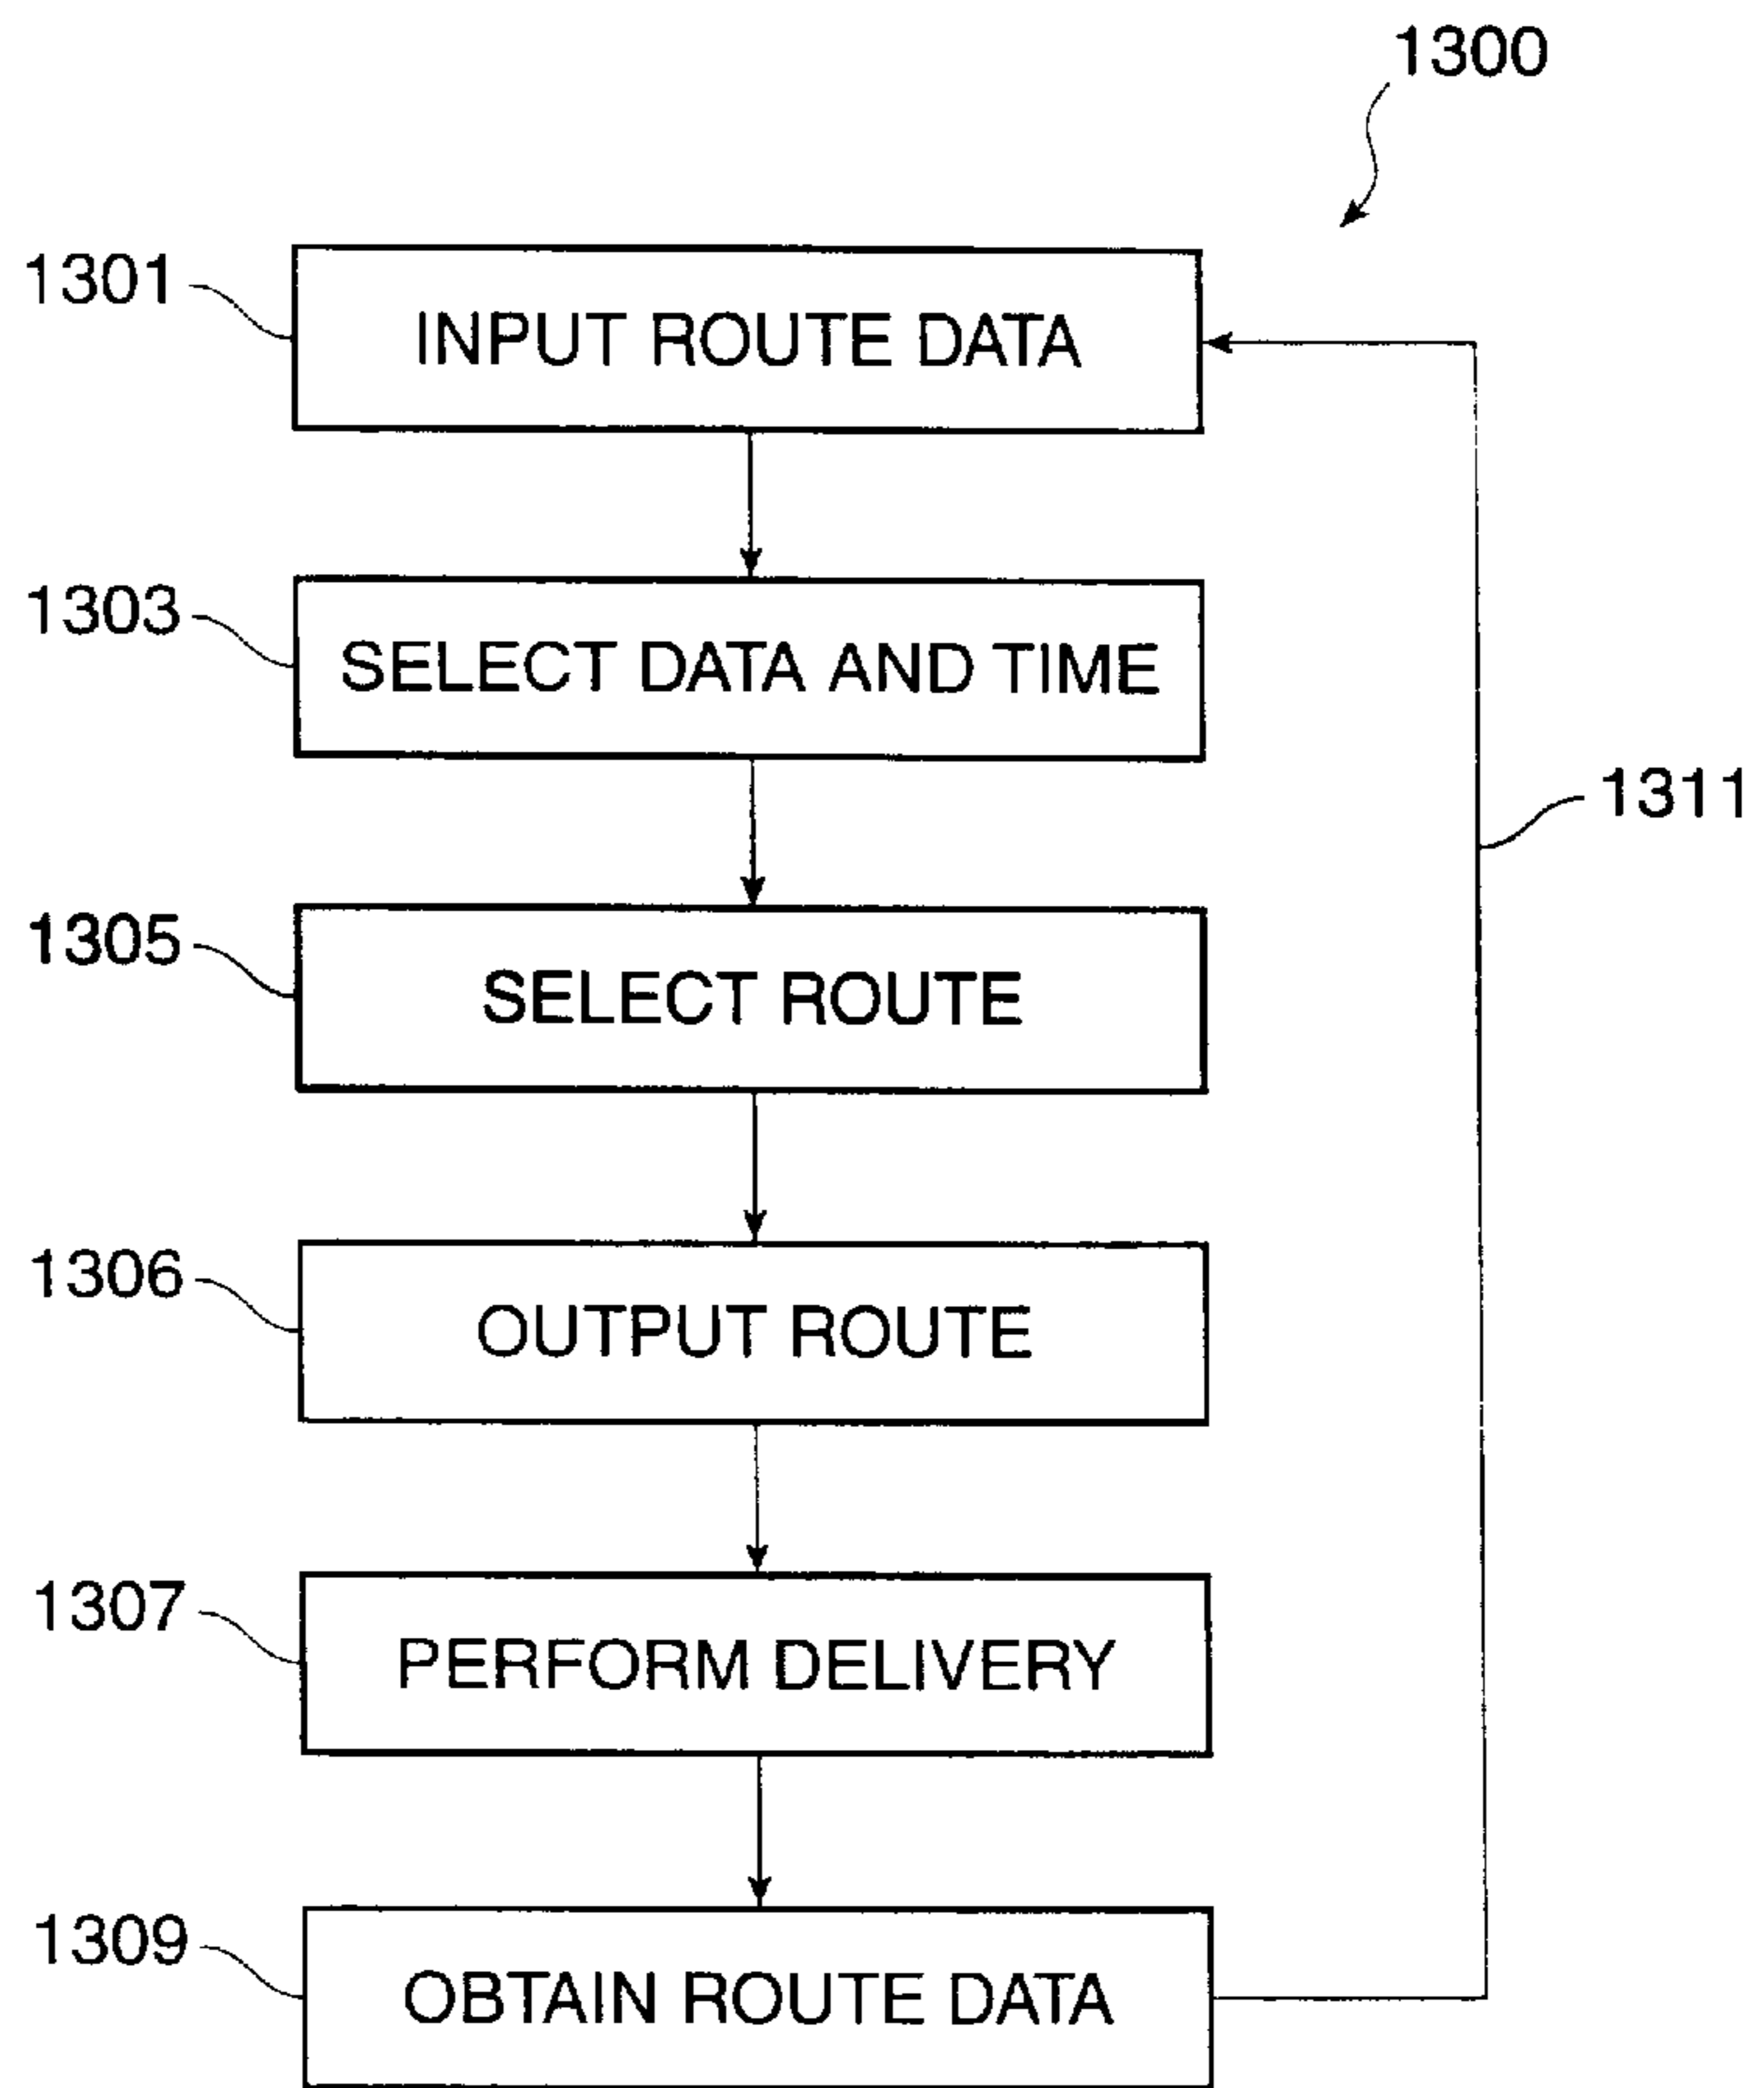 1300
1301
INPUT ROUTE DATA
1303
SELECT DATA AND TIME
1311
1305
SELECT ROUTE
1306
OUTPUT ROUTE
1307
PERFORM DELIVERY
1309
OBTAIN ROUTE DATA